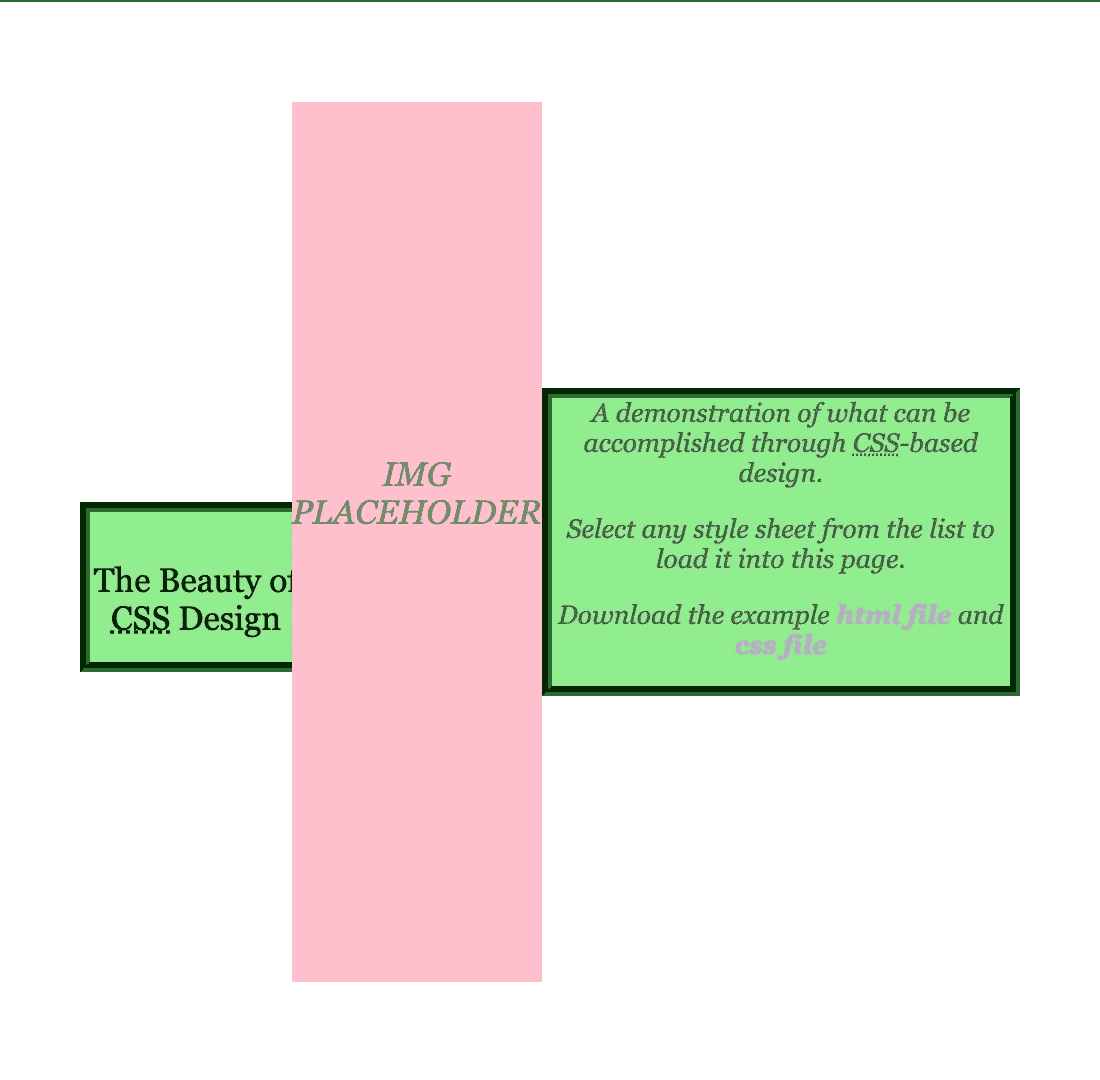 The Beauty of
CSS Design
IMG
PLACEHOLDER
A demonstration of what can be
accomplished through CSS-based
design.
Select any style sheet from the list to
load it into this page.
Download the example html file and
css file